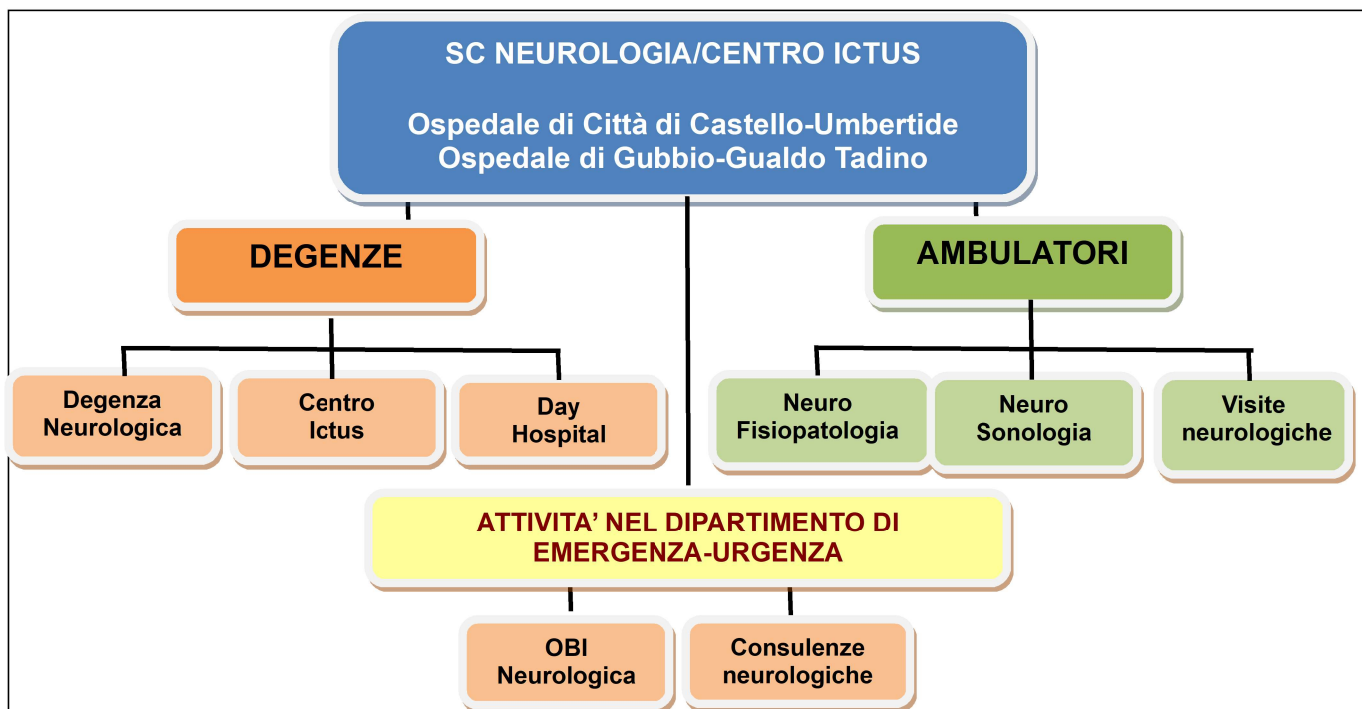 SC NEUROLOGIA/CENTRO ICTUS
Ospedale di Città di Castello-Umbertide
Ospedale di Gubbio-Gualdo Tadino
DEGENZE
AMBULATORI
Degenza
Neurologica
Centro
Ictus
Day
Hospital
Neuro
Fisiopatologia
Neuro
Sonologia
Visite
neurologiche
ATTIVITA’ NEL DIPARTIMENTO DI
EMERGENZA-URGENZA
OBI
Neurologica
Consulenze
neurologiche